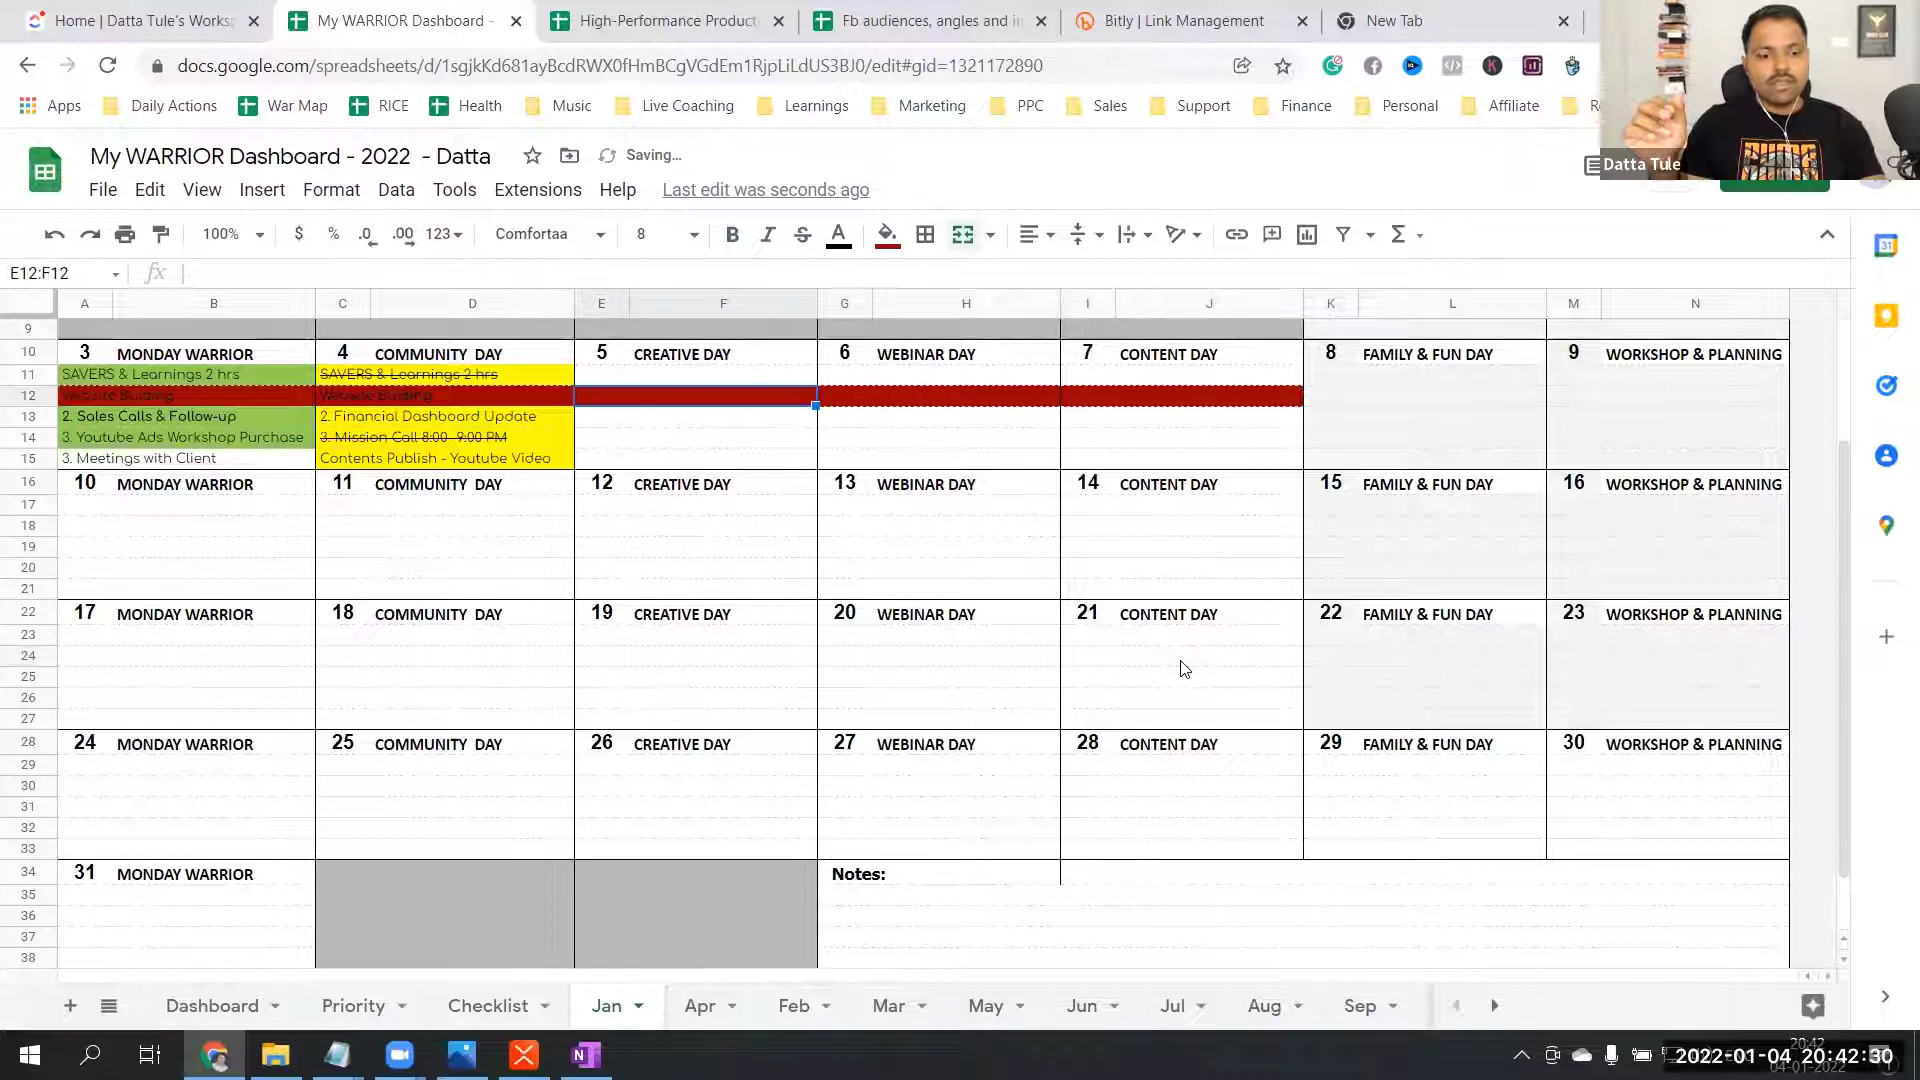 Home | Datta Tule's Works
My WARRIOR Dashboard -
High-Performance Product
Fb audiences, angles and in
Bitly | Link Management
New Tab
docs.google.com/spreadsheets/d/1sgjkKd681ayBcdRWX0fHmBCgVGdEm1RjpLiLdUS3BJ0/edit#gid=1321172890
Apps Daily Actions War Map RICE Health Music Live Coaching Learnings Marketing PPC Sales Support Finance Personal Affiliate
Datta Tule
My WARRIOR Dashboard - 2022 - Datta Saving...
File Edit View Insert Format Data Tools Extensions Help Last edit was seconds ago
100% $ % .0 .00 123 Comfortaa 8 B I S A
E12:F12 fx
A B C D E F G H I J K L M N
9
10 3 MONDAY WARRIOR 4 COMMUNITY DAY 5 CREATIVE DAY 6 WEBINAR DAY 7 CONTENT DAY 8 FAMILY & FUN DAY 9 WORKSHOP & PLANNING
11 SAVERS & Learnings 2 hrs SAVERS & Learnings 2 hrs
12 Website Building Website Building
13 2. Sales Calls & Follow-up 2. Financial Dashboard Update
14 3. Youtube Ads Workshop Purchase 3. Mission Call 8:00- 9:00 PM
15 3. Meetings with Client Contents Publish - Youtube Video
16 10 MONDAY WARRIOR 11 COMMUNITY DAY 12 CREATIVE DAY 13 WEBINAR DAY 14 CONTENT DAY 15 FAMILY & FUN DAY 16 WORKSHOP & PLANNING
17
18
19
20
21
22 17 MONDAY WARRIOR 18 COMMUNITY DAY 19 CREATIVE DAY 20 WEBINAR DAY 21 CONTENT DAY 22 FAMILY & FUN DAY 23 WORKSHOP & PLANNING
23
24
25
26
27
28 24 MONDAY WARRIOR 25 COMMUNITY DAY 26 CREATIVE DAY 27 WEBINAR DAY 28 CONTENT DAY 29 FAMILY & FUN DAY 30 WORKSHOP & PLANNING
29
30
31
32
33
34 31 MONDAY WARRIOR Notes:
35
36
37
38
Dashboard Priority Checklist Jan Apr Feb Mar May Jun Jul Aug Sep
20:42
2022-01-04 20:42:30
04-01-2022